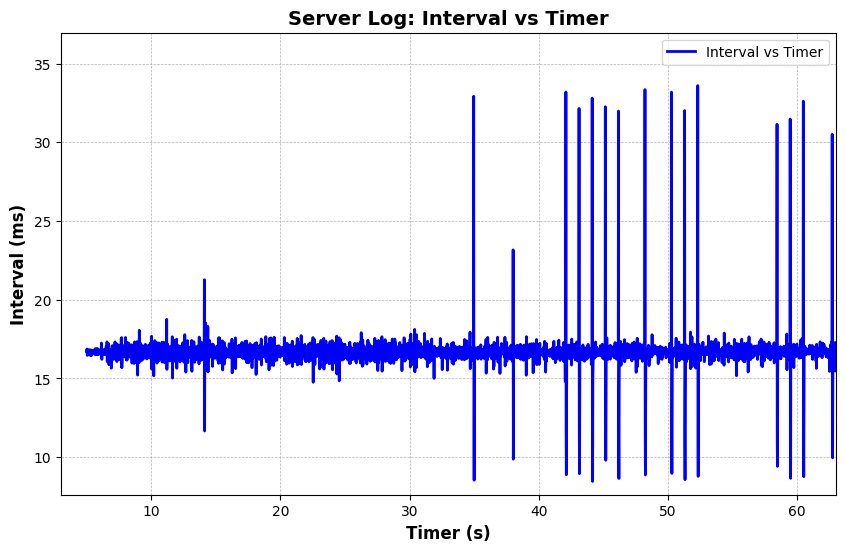 Server Log: Interval vs Timer
Interval vs Timer
Interval (ms)
35
30
25
20
15
10
10 20 30 40 50 60
Timer (s)